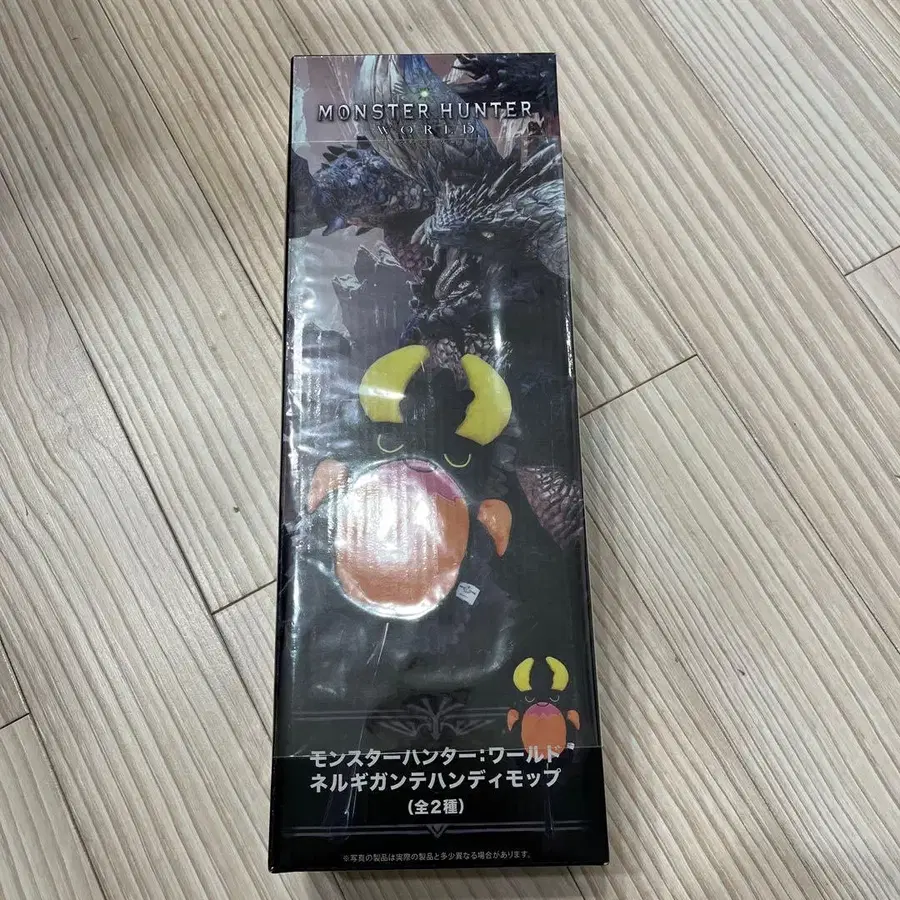 MONSTER HUNTER
WORLD
モンスターハンター:ワールド
ネルギガンテハンディモップ
(全2種)
※写真の製品は実際の製品と多少異なる場合があります。